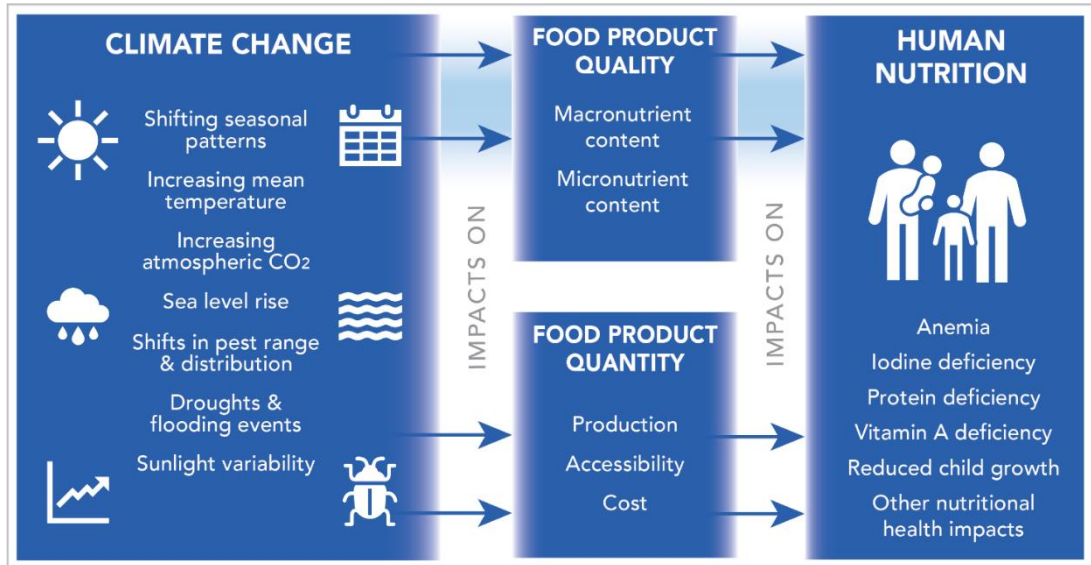 CLIMATE CHANGE
Shifting seasonal
patterns
Increasing mean
temperature
Increasing
atmospheric CO2
Sea level rise
Shifts in pest range
& distribution
Droughts &
flooding events
Sunlight variability
IMPACTS ON
FOOD PRODUCT
QUALITY
Macronutrient
content
Micronutrient
content
FOOD PRODUCT
QUANTITY
Production
Accessibility
Cost
IMPACTS ON
HUMAN
NUTRITION
Anemia
Iodine deficiency
Protein deficiency
Vitamin A deficiency
Reduced child growth
Other nutritional
health impacts